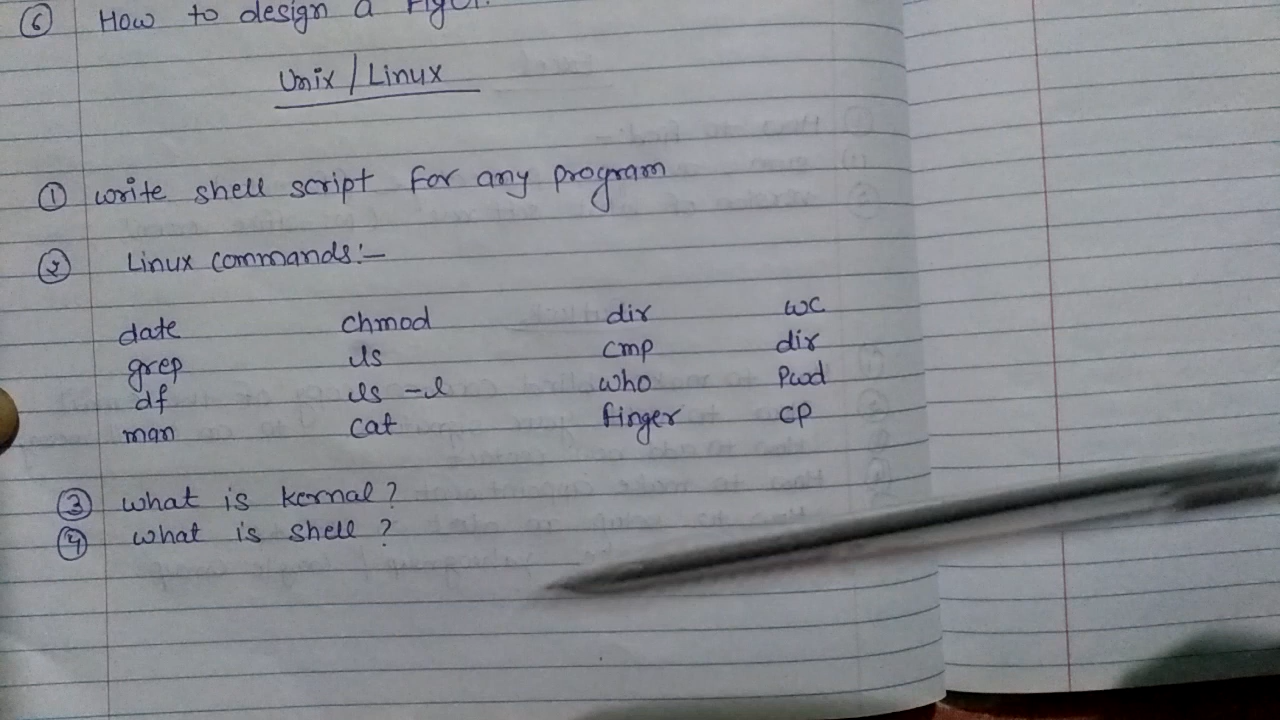 ⑥ How to design a
Unix / Linux
① write shell script for any program
② Linux commands:-
date chmod dir wc
grep ls cmp dir
df ls -l who Pwd
man cat finger cp
③ what is kernal?
④ what is shell?